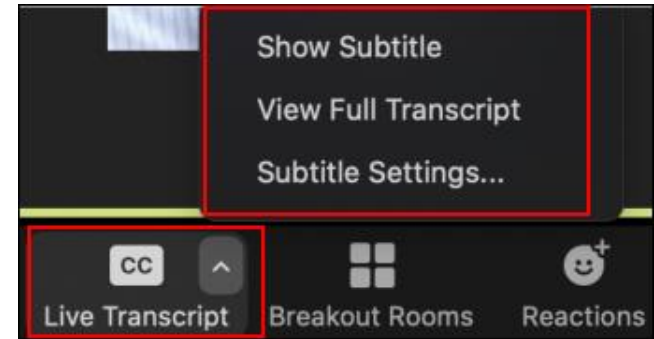 Show Subtitle
View Full Transcript
Subtitle Settings...
CC
Live Transcript
Breakout Rooms
Reactions